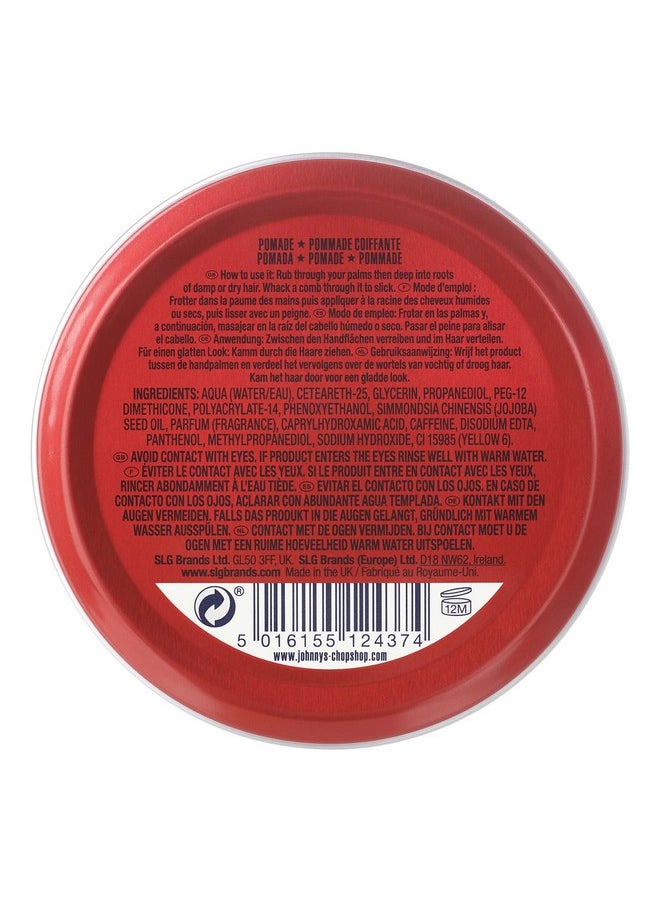 POMADE ★ POMMADE COIFFANTE
POMADA ★ POMADE ★ POMMADE
GB How to use it: Rub through your palms then deep into roots
of damp or dry hair. Whack a comb through it to slick. F Mode d'emploi :
Frotter dans la paume des mains puis appliquer à la racine des cheveux humides
ou secs, puis lisser avec un peigne. ES Modo de empleo: Frotar en las palmas y,
a continuación, masajear en la raíz del cabello húmedo o seco. Pasar el peine para alisar
el cabello. DE Anwendung: Zwischen den Handflächen verreiben und im Haar verteilen.
Für einen glatten Look: Kamm durch die Haare ziehen. NL Gebruiksaanwijzing: Wrijf het product
tussen de handpalmen en verdeel het vervolgens over de wortels van vochtig of droog haar.
Kam het haar door voor een gladde look.
INGREDIENTS: AQUA (WATER/EAU), CETEARETH-25, GLYCERIN, PROPANEDIOL, PEG-12
DIMETHICONE, POLYACRYLATE-14, PHENOXYETHANOL, SIMMONDSIA CHINENSIS (JOJOBA)
SEED OIL, PARFUM (FRAGRANCE), CAPRYLHYDROXAMIC ACID, CAFFEINE, DISODIUM EDTA,
PANTHENOL, METHYLPROPANEDIOL, SODIUM HYDROXIDE, CI 15985 (YELLOW 6).
GB AVOID CONTACT WITH EYES. IF PRODUCT ENTERS THE EYES RINSE WELL WITH WARM WATER.
F ÉVITER LE CONTACT AVEC LES YEUX. SI LE PRODUIT ENTRE EN CONTACT AVEC LES YEUX,
RINCER ABONDAMMENT À L'EAU TIÈDE. ES EVITAR EL CONTACTO CON LOS OJOS. EN CASO DE
CONTACTO CON LOS OJOS, ACLARAR CON ABUNDANTE AGUA TEMPLADA. DE KONTAKT MIT DEN
AUGEN VERMEIDEN. FALLS DAS PRODUKT IN DIE AUGEN GELANGT, GRÜNDLICH MIT WARMEM
WASSER AUSSPÜLEN. NL CONTACT MET DE OGEN VERMIJDEN. BIJ CONTACT MOET U DE
OGEN MET EEN RUIME HOEVEELHEID WARM WATER UITSPOELEN.
SLG Brands Ltd. GL50 3FF, UK. SLG Brands (Europe) Ltd. D18 NW62, Ireland.
www.slgbrands.com Made in the UK / Fabriqué au Royaume-Uni.
®
12M
5 016155 124374
www.johnnys-chopshop.com